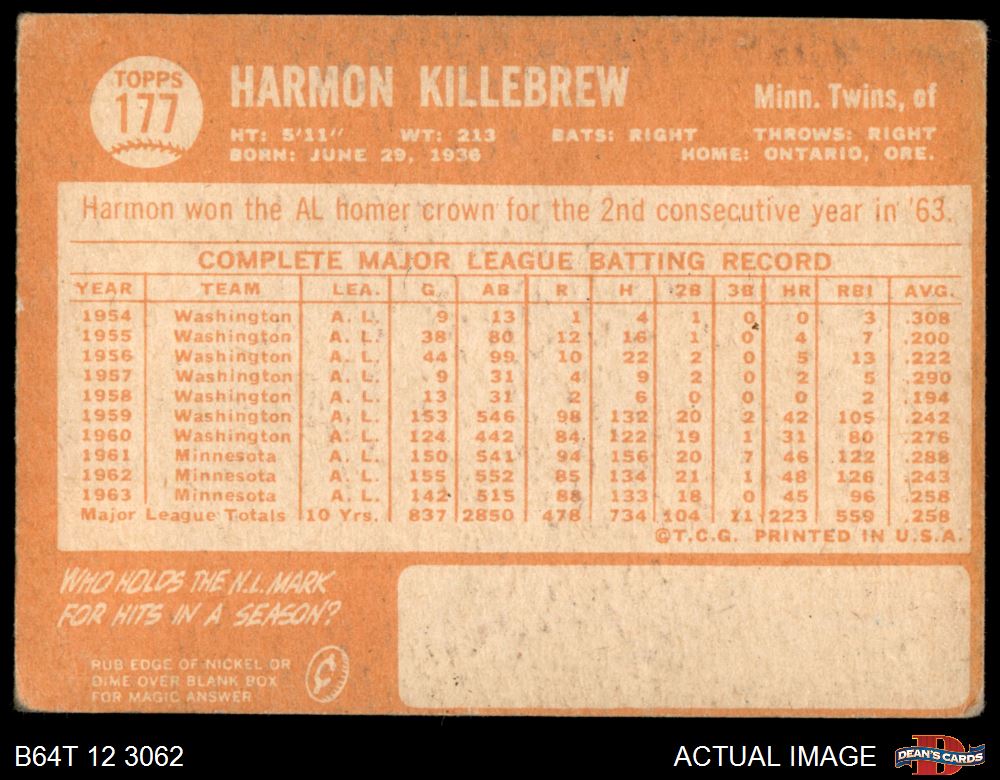 TOPPS
177
HARMON KILLEBREW
Minn. Twins, of
HT: 5'11" WT: 213 BATS: RIGHT THROWS: RIGHT
BORN: JUNE 29, 1936 HOME: ONTARIO, ORE.
Harmon won the AL homer crown for the 2nd consecutive year in '63.
COMPLETE MAJOR LEAGUE BATTING RECORD
YEAR TEAM LEA. G AB R H 2B 3B HR RBI AVG.
1954 Washington A. L. 9 13 1 4 1 0 0 3 .308
1955 Washington A. L. 38 80 12 16 1 0 4 7 .200
1956 Washington A. L. 44 99 10 22 2 0 5 13 .222
1957 Washington A. L. 9 31 4 9 2 0 2 5 .290
1958 Washington A. L. 13 31 2 6 0 0 0 2 .194
1959 Washington A. L. 153 546 98 132 20 2 42 105 .242
1960 Washington A. L. 124 442 84 122 19 1 31 80 .276
1961 Minnesota A. L. 150 541 94 156 20 7 46 122 .288
1962 Minnesota A. L. 155 552 85 134 21 1 48 126 .243
1963 Minnesota A. L. 142 515 88 133 18 0 45 96 .258
Major League Totals 10 Yrs. 837 2850 478 734 104 11 223 559 .258
©T.C.G. PRINTED IN U.S.A.
WHO HOLDS THE N.L. MARK
FOR HITS IN A SEASON?
RUB EDGE OF NICKEL OR
DIME OVER BLANK BOX
FOR MAGIC ANSWER
B64T 12 3062
ACTUAL IMAGE
DEAN'S CARDS